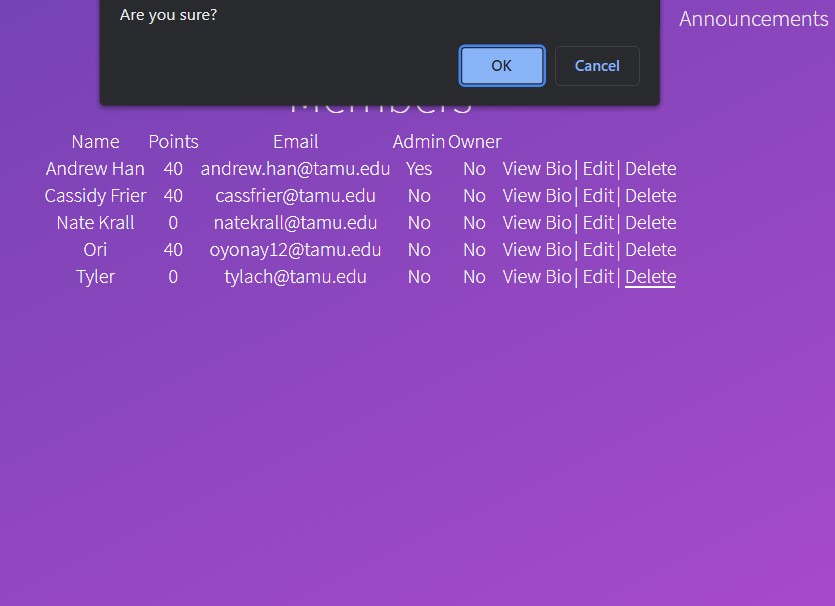 Are you sure?
Announcements
OK Cancel
Members
Name Points Email Admin Owner
Andrew Han 40 andrew.han@tamu.edu Yes No View Bio| Edit| Delete
Cassidy Frier 40 cassfrier@tamu.edu No No View Bio| Edit| Delete
Nate Krall 0 natekrall@tamu.edu No No View Bio| Edit| Delete
Ori 40 oyonay12@tamu.edu No No View Bio| Edit| Delete
Tyler 0 tylach@tamu.edu No No View Bio| Edit| Delete